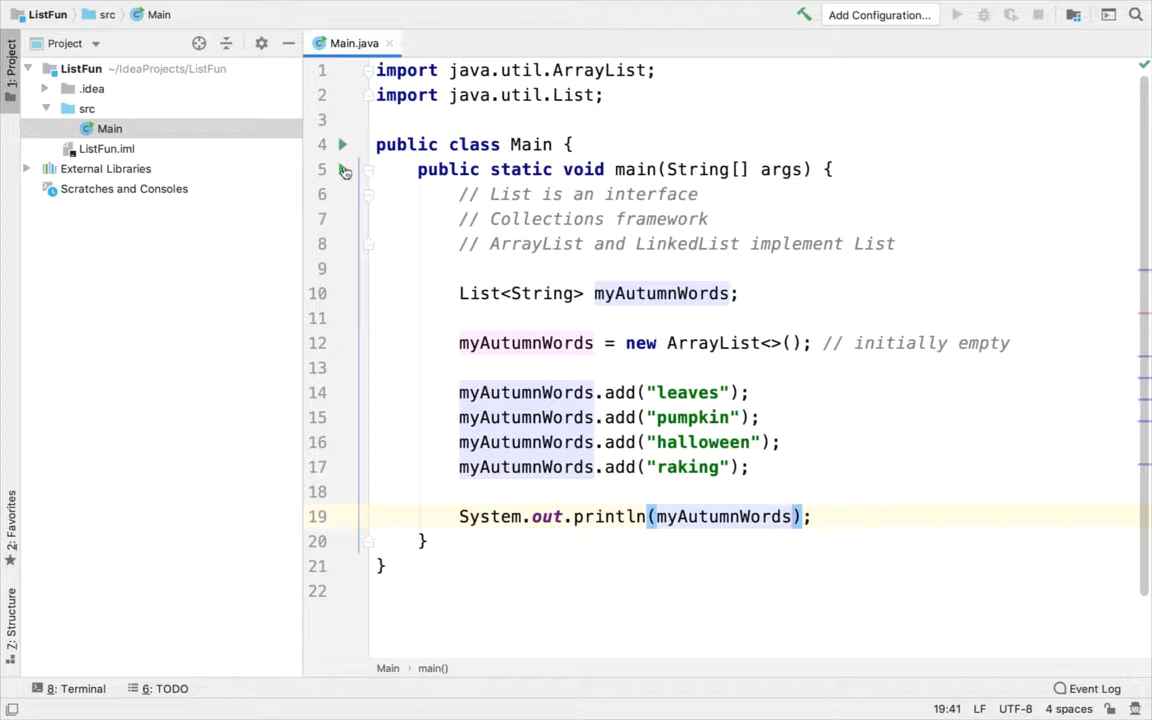 ListFun src Main Add Configuration...
1: Project
Project
Main.java
ListFun ~/IdeaProjects/ListFun
.idea
src
Main
ListFun.iml
External Libraries
Scratches and Consoles
1 import java.util.ArrayList;
2 import java.util.List;
3
4 public class Main {
5 public static void main(String[] args) {
6 // List is an interface
7 // Collections framework
8 // ArrayList and LinkedList implement List
9
10 List<String> myAutumnWords;
11
12 myAutumnWords = new ArrayList<>(); // initially empty
13
14 myAutumnWords.add("leaves");
15 myAutumnWords.add("pumpkin");
16 myAutumnWords.add("halloween");
17 myAutumnWords.add("raking");
18
19 System.out.println(myAutumnWords);
20 }
21 }
22
2: Favorites
Z: Structure
Main main()
8: Terminal 6: TODO Event Log
19:41 LF UTF-8 4 spaces